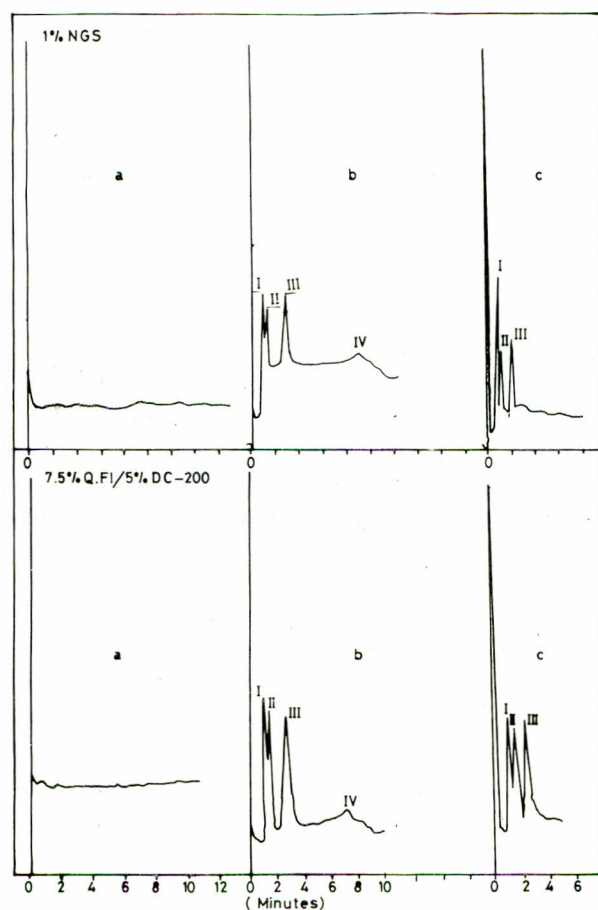 1% NGS
a b c
I II III IV
I II III
0 0 0
7.5% Q.F1/5% DC-200
a b c
I II III IV
I II III
0 2 4 6 8 10 12 0 2 4 6 8 10 0 2 4 6
(Minutes)